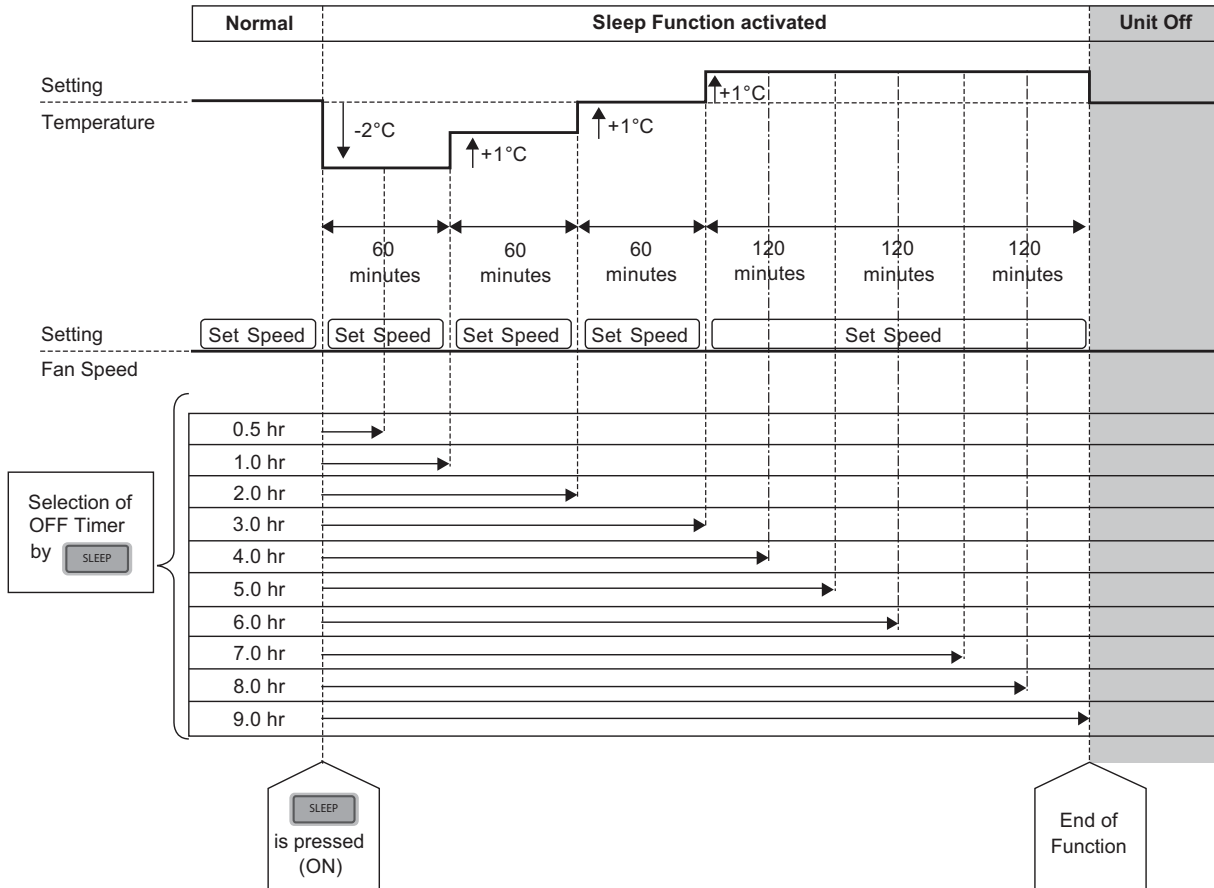 Normal
Sleep Function activated
Unit Off
Setting
Temperature
-2°C
+1°C
+1°C
+1°C
60
minutes
60
minutes
60
minutes
120
minutes
120
minutes
120
minutes
Setting
Fan Speed
Set Speed
Set Speed
Set Speed
Set Speed
Set Speed
Selection of
OFF Timer
by SLEEP
0.5 hr
1.0 hr
2.0 hr
3.0 hr
4.0 hr
5.0 hr
6.0 hr
7.0 hr
8.0 hr
9.0 hr
SLEEP
is pressed
(ON)
End of
Function